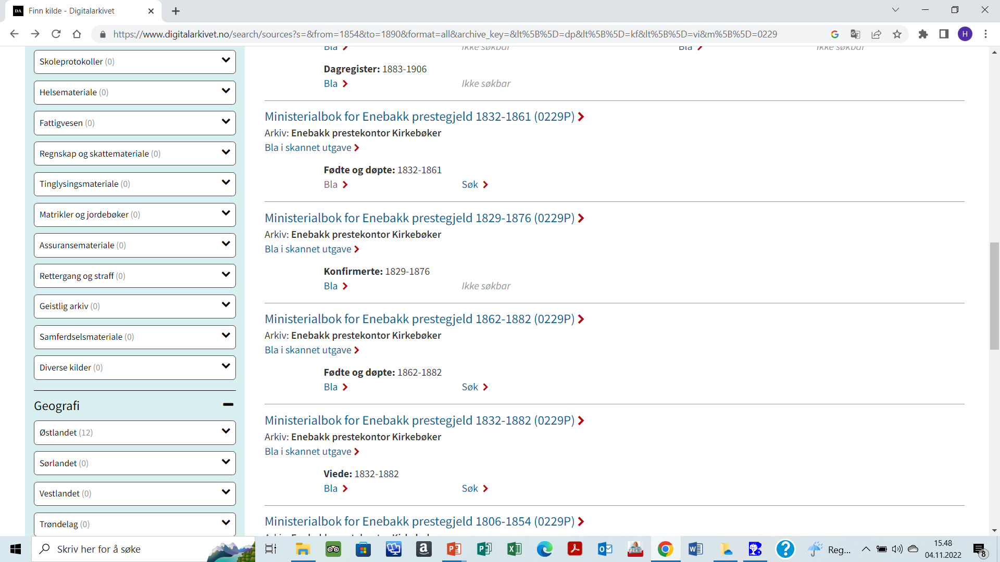 Finn kilde - Digitalarkivet
https://www.digitalarkivet.no/search/sources?s=&from=1854&to=1890&format=all&archive_key=&lt%5B%5D=dp&lt%5B%5D=kf&lt%5B%5D=vi&m%5B%5D=0229
H
Skoleprotokoller (0)
Helsemateriale (0)
Fattigvesen (0)
Regnskap og skattemateriale (0)
Tinglysingsmateriale (0)
Matrikler og jordebøker (0)
Assuransemateriale (0)
Rettergang og straff (0)
Geistlig arkiv (0)
Samferdselsmateriale (0)
Diverse kilder (0)
Geografi
Østlandet (12)
Sørlandet (0)
Vestlandet (0)
Trøndelag (0)
Bla Ikke søkbar Bla Ikke søkbar
Dagregister: 1883-1906
Bla Ikke søkbar
Ministerialbok for Enebakk prestegjeld 1832-1861 (0229P)
Arkiv: Enebakk prestekontor Kirkebøker
Bla i skannet utgave
Fødte og døpte: 1832-1861
Bla Søk
Ministerialbok for Enebakk prestegjeld 1829-1876 (0229P)
Arkiv: Enebakk prestekontor Kirkebøker
Bla i skannet utgave
Konfirmerte: 1829-1876
Bla Ikke søkbar
Ministerialbok for Enebakk prestegjeld 1862-1882 (0229P)
Arkiv: Enebakk prestekontor Kirkebøker
Bla i skannet utgave
Fødte og døpte: 1862-1882
Bla Søk
Ministerialbok for Enebakk prestegjeld 1832-1882 (0229P)
Arkiv: Enebakk prestekontor Kirkebøker
Bla i skannet utgave
Viede: 1832-1882
Bla Søk
Ministerialbok for Enebakk prestegjeld 1806-1854 (0229P)
Skriv her for å søke
Reg...
15.48
04.11.2022
8